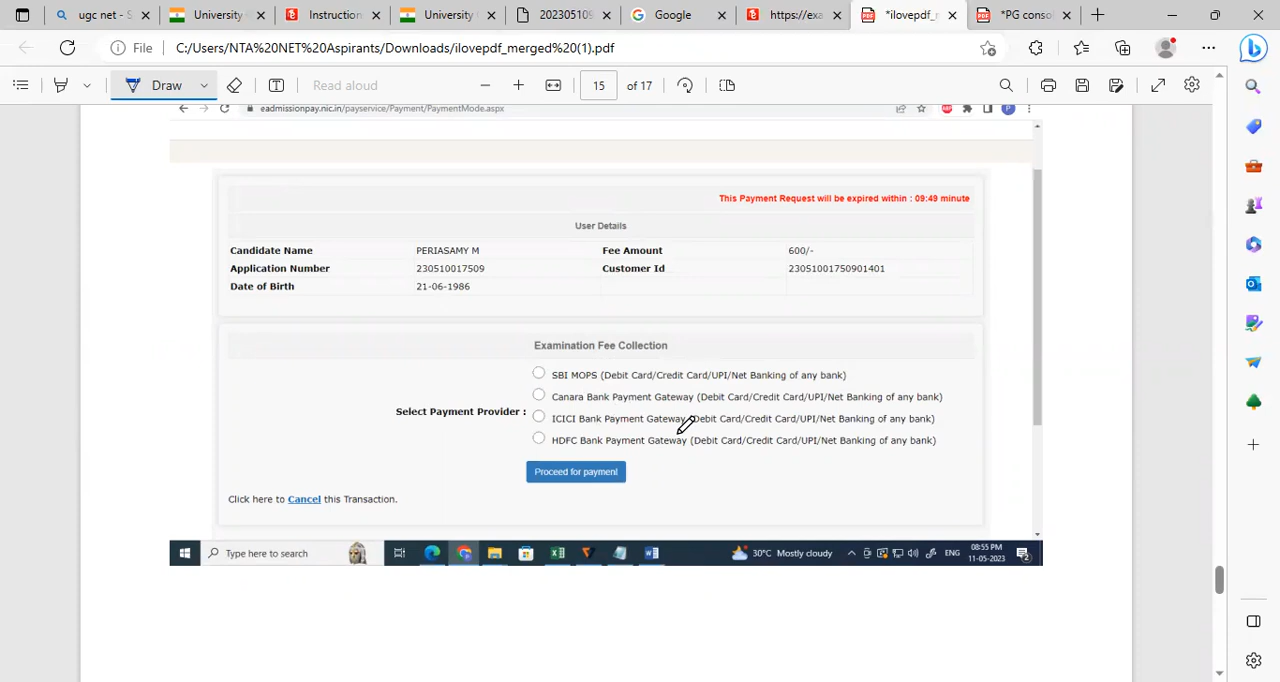 ugc net - S
University
Instruction
University
202305109
Google
https://exa
*ilovepdf_n
*PG conso
File
C:/Users/NTA%20NET%20Aspirants/Downloads/ilovepdf_merged%20(1).pdf
Draw
Read aloud
15 of 17
eadmissionpay.nic.in/payservice/Payment/PaymentMode.aspx
This Payment Request will be expired within : 09:49 minute
User Details
Candidate Name PERIASAMY M Fee Amount 600/-
Application Number 230510017509 Customer Id 23051001750901401
Date of Birth 21-06-1986
Examination Fee Collection
SBI MOPS (Debit Card/Credit Card/UPI/Net Banking of any bank)
Canara Bank Payment Gateway (Debit Card/Credit Card/UPI/Net Banking of any bank)
Select Payment Provider :
ICICI Bank Payment Gateway (Debit Card/Credit Card/UPI/Net Banking of any bank)
HDFC Bank Payment Gateway (Debit Card/Credit Card/UPI/Net Banking of any bank)
Proceed for payment
Click here to Cancel this Transaction.
Type here to search
30°C Mostly cloudy
ENG
08:55 PM
11-05-2023